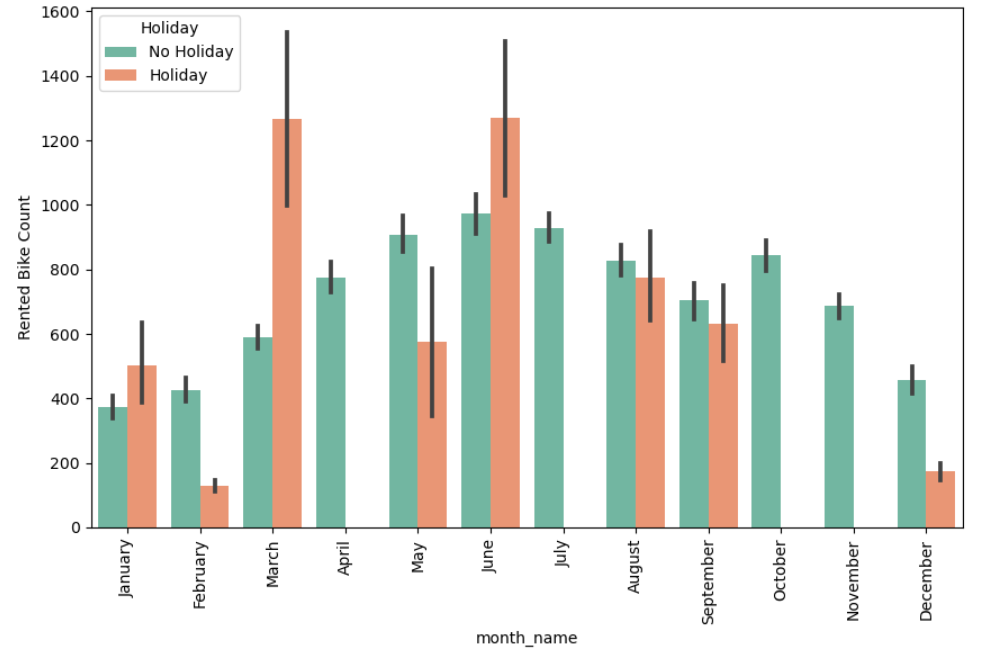 Holiday
No Holiday
Holiday
1600
1400
1200
1000
800
600
400
200
0
Rented Bike Count
January
February
March
April
May
June
July
August
September
October
November
December
month_name